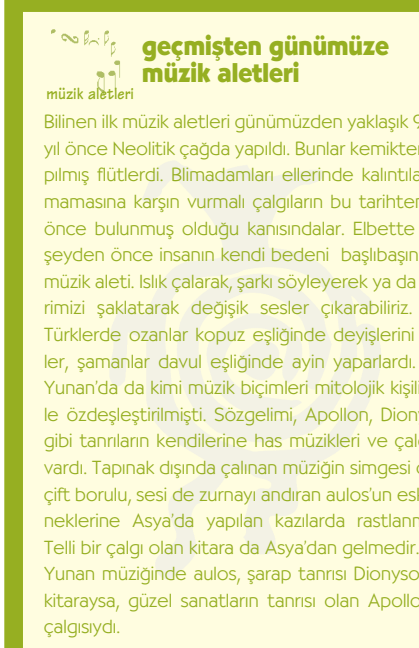 geçmişten günümüze
müzik aletleri
müzik aletleri
Bilinen ilk müzik aletleri günümüzden yaklaşık 9
yıl önce Neolitik çağda yapıldı. Bunlar kemikten
pılmış flütlerdi. Blimadamları ellerinde kalıntıla
mamasına karşın vurmalı çalgıların bu tarihten
önce bulunmuş olduğu kanısındalar. Elbette
şeyden önce insanın kendi bedeni başlıbaşın
müzik aleti. Islık çalarak, şarkı söyleyerek ya da
rimizi şaklatarak değişik sesler çıkarabiliriz.
Türklerde ozanlar kopuz eşliğinde deyişlerini
ler, şamanlar davul eşliğinde ayin yaparlardı.
Yunan'da da kimi müzik biçimleri mitolojik kişili
le özdeşleştirilmişti. Sözgelimi, Apollon, Diony
gibi tanrıların kendilerine has müzikleri ve çalg
vardı. Tapınak dışında çalınan müziğin simgesi o
çift borulu, sesi de zurnayı andıran aulos'un esk
neklerine Asya'da yapılan kazılarda rastlanm
Telli bir çalgı olan kitara da Asya'dan gelmedir.
Yunan müziğinde aulos, şarap tanrısı Dionyso
kitaraysa, güzel sanatların tanrısı olan Apollo
çalgısıydı.